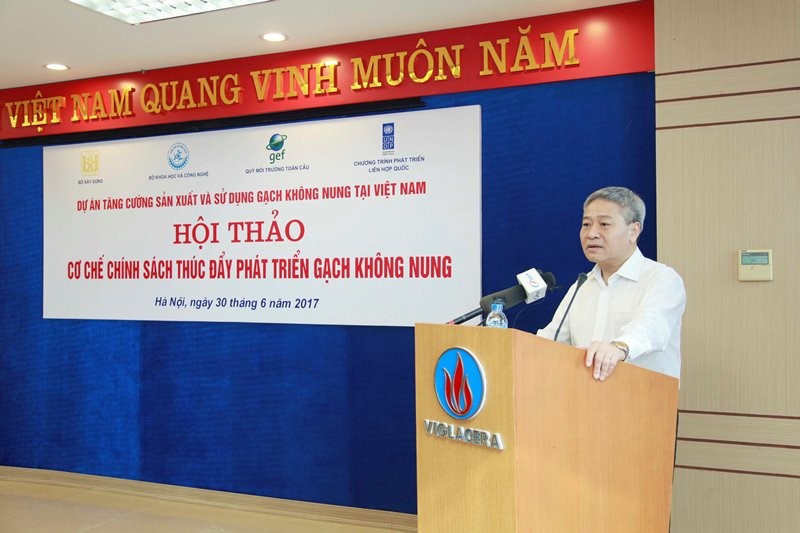 VIỆT NAM QUANG VINH MUÔN NĂM
BỘ XÂY DỰNG
BỘ KHOA HỌC VÀ CÔNG NGHỆ
gef
QUỸ MÔI TRƯỜNG TOÀN CẦU
UN
DP
CHƯƠNG TRÌNH PHÁT TRIỂN
LIÊN HỢP QUỐC
DỰ ÁN TĂNG CƯỜNG SẢN XUẤT VÀ SỬ DỤNG GẠCH KHÔNG NUNG TẠI VIỆT NAM
HỘI THẢO
CƠ CHẾ CHÍNH SÁCH THÚC ĐẨY PHÁT TRIỂN GẠCH KHÔNG NUNG
Hà Nội, ngày 30 tháng 6 năm 2017
VIGLACERA